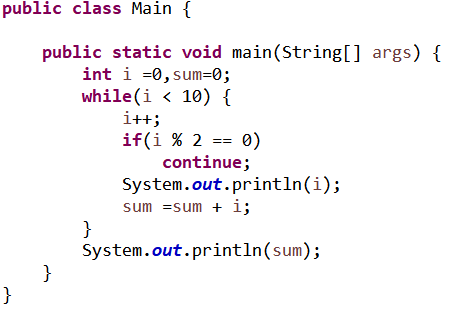 public class Main {
public static void main(String[] args) {
int i =0,sum=0;
while(i < 10) {
i++;
if(i % 2 == 0)
continue;
System.out.println(i);
sum =sum + i;
}
System.out.println(sum);
}
}